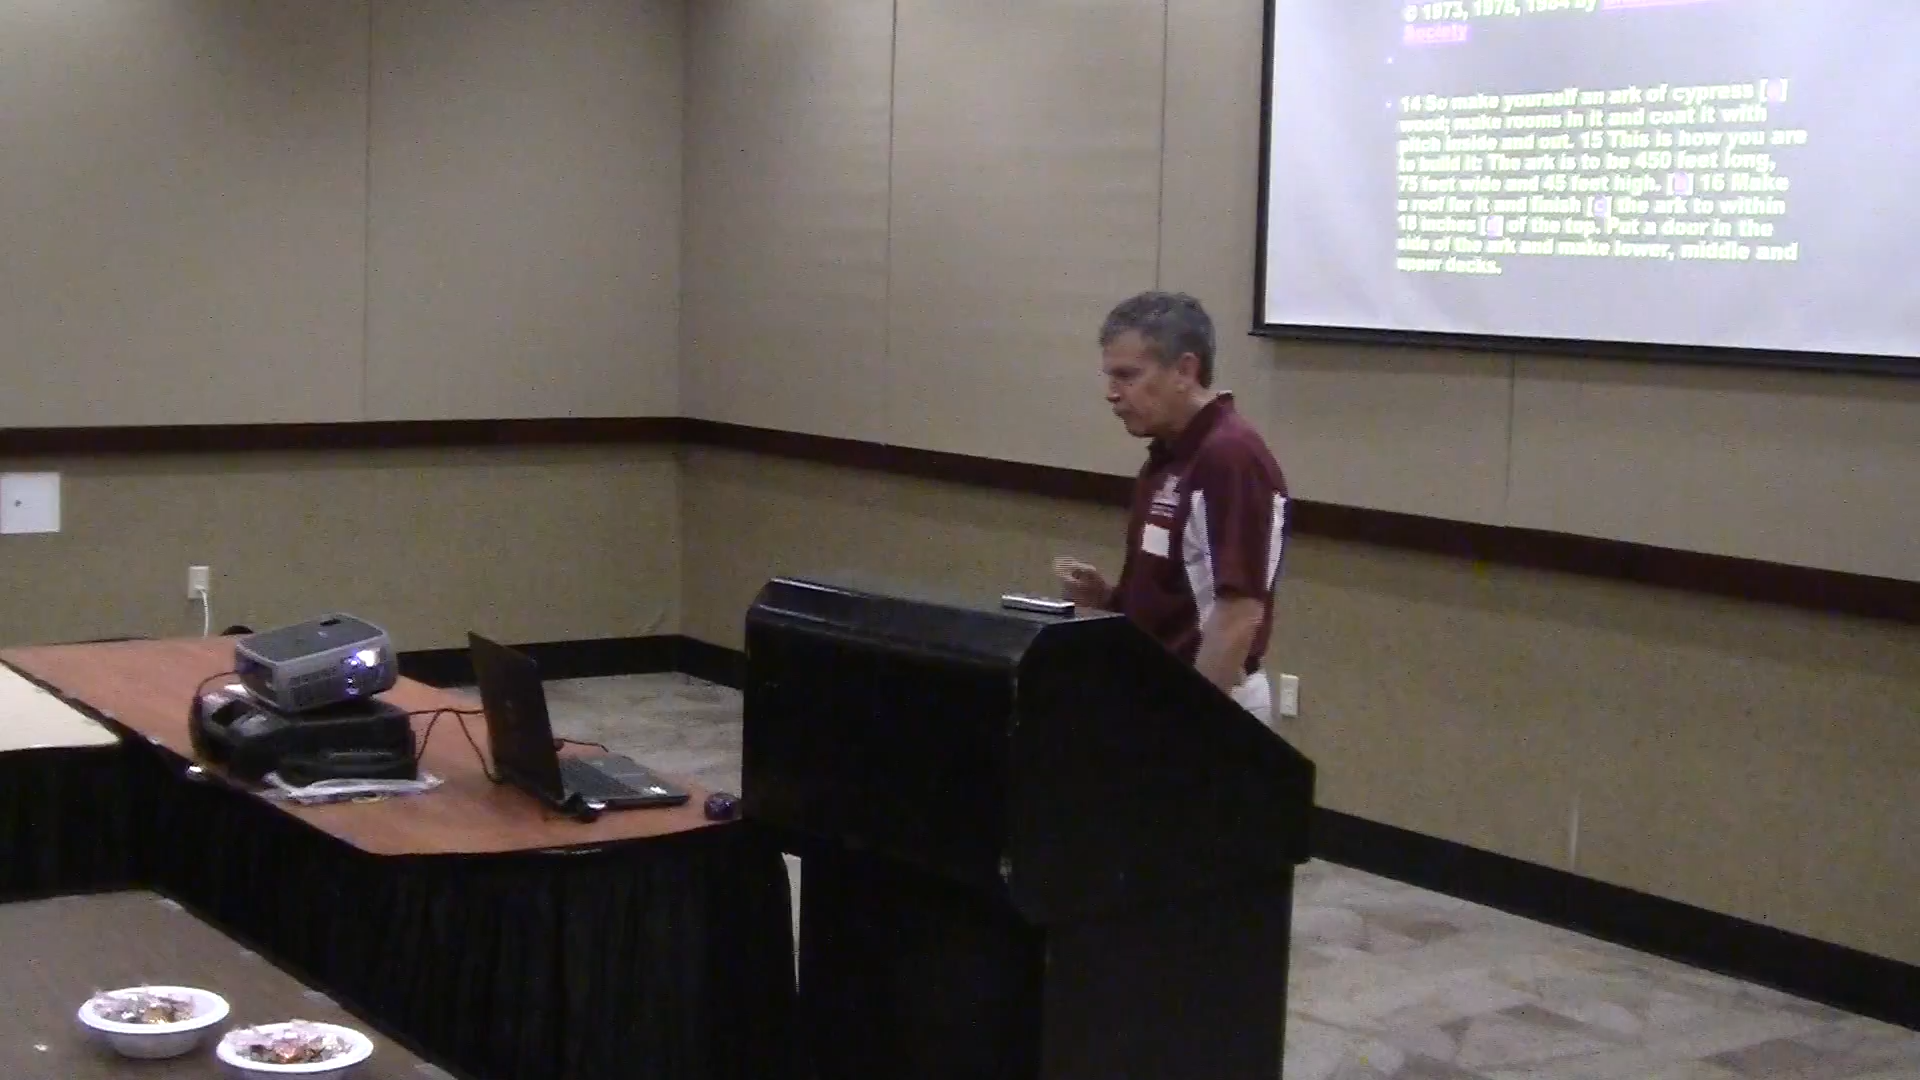 © 1973, 1978, 1984 by
Society
14 So make yourself an ark of cypress [a]
wood; make rooms in it and coat it with
pitch inside and out. 15 This is how you are
to build it: The ark is to be 450 feet long,
75 feet wide and 45 feet high. [b] 16 Make
a roof for it and finish [c] the ark to within
18 inches [d] of the top. Put a door in the
side of the ark and make lower, middle and
upper decks.